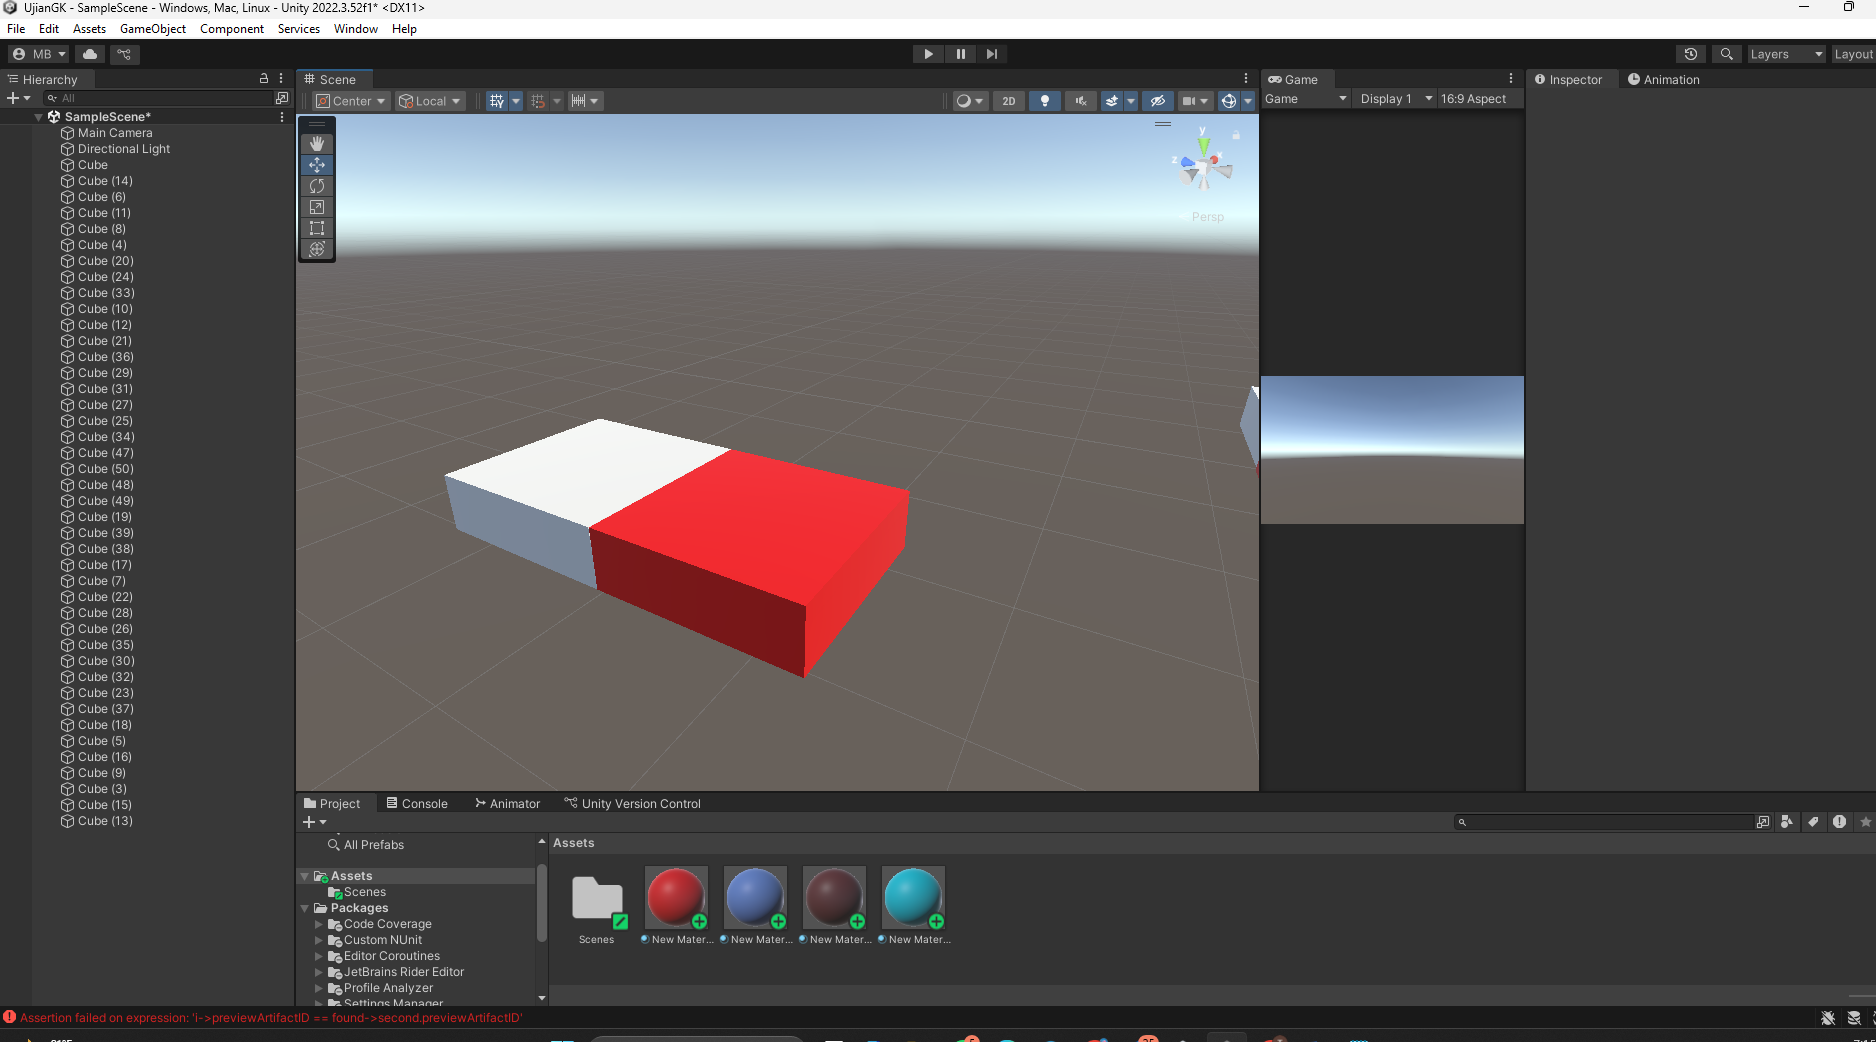 UjianGK - SampleScene - Windows, Mac, Linux - Unity 2022.3.52f1* <DX11>
File Edit Assets GameObject Component Services Window Help
MB
Layers Layout
Hierarchy
All
SampleScene*
Main Camera
Directional Light
Cube
Cube (14)
Cube (6)
Cube (11)
Cube (8)
Cube (4)
Cube (20)
Cube (24)
Cube (33)
Cube (10)
Cube (12)
Cube (21)
Cube (36)
Cube (29)
Cube (31)
Cube (27)
Cube (25)
Cube (34)
Cube (47)
Cube (50)
Cube (48)
Cube (49)
Cube (19)
Cube (39)
Cube (38)
Cube (17)
Cube (7)
Cube (22)
Cube (28)
Cube (26)
Cube (35)
Cube (30)
Cube (32)
Cube (23)
Cube (37)
Cube (18)
Cube (5)
Cube (16)
Cube (9)
Cube (3)
Cube (15)
Cube (13)
Scene
Center Local 2D
y
z x
Persp
Game
Game Display 1 16:9 Aspect
Inspector Animation
Project Console Animator Unity Version Control
All Prefabs
Assets
Scenes
Packages
Code Coverage
Custom NUnit
Editor Coroutines
JetBrains Rider Editor
Profile Analyzer
Settings Manager
Assets
Scenes New Mater... New Mater... New Mater... New Mater...
Assertion failed on expression: 'i->previewArtifactID == found->second.previewArtifactID'